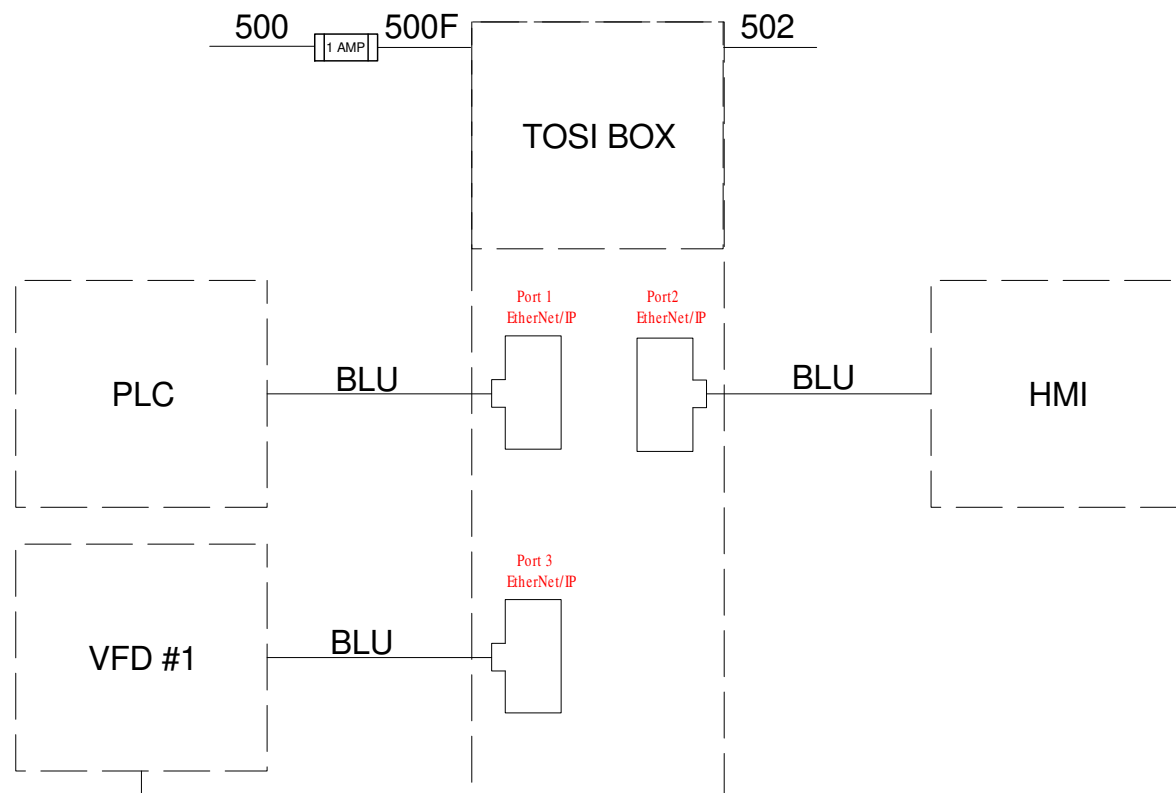 500
500F
502
1 AMP
TOSI BOX
Port 1
EtherNet/IP
Port2
EtherNet/IP
PLC
BLU
BLU
HMI
Port 3
EtherNet/IP
VFD #1
BLU